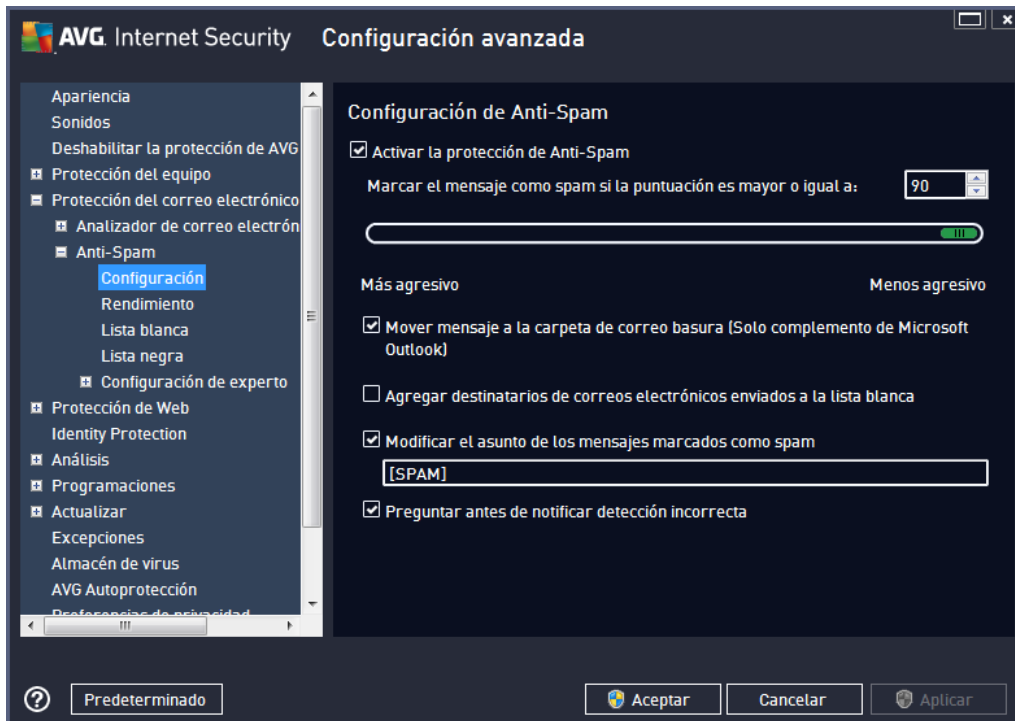 AVG. Internet Security Configuración avanzada
Apariencia
Sonidos
Deshabilitar la protección de AVG
Protección del equipo
Protección del correo electrónico
Analizador de correo electrón
Anti-Spam
Configuración
Rendimiento
Lista blanca
Lista negra
Configuración de experto
Protección de Web
Identity Protection
Análisis
Programaciones
Actualizar
Excepciones
Almacén de virus
AVG Autoprotección
Preferencias de privacidad
Configuración de Anti-Spam
Activar la protección de Anti-Spam
Marcar el mensaje como spam si la puntuación es mayor o igual a: 90
Más agresivo Menos agresivo
Mover mensaje a la carpeta de correo basura (Solo complemento de Microsoft
Outlook)
Agregar destinatarios de correos electrónicos enviados a la lista blanca
Modificar el asunto de los mensajes marcados como spam
[SPAM]
Preguntar antes de notificar detección incorrecta
? Predeterminado Aceptar Cancelar Aplicar